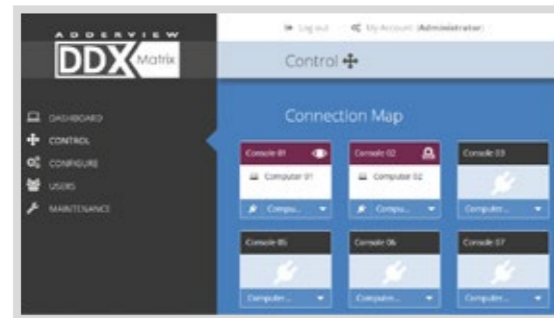 ADDERVIEW
DDX Matrix
Log out My Account (Administrator)
Control
DASHBOARD
CONTROL
CONFIGURE
USERS
MAINTENANCE
Connection Map
Console 01
Computer 01
Compu...
Console 02
Computer 02
Compu...
Console 03
Computer...
Console 05
Computer...
Console 06
Computer...
Console 07
Computer...